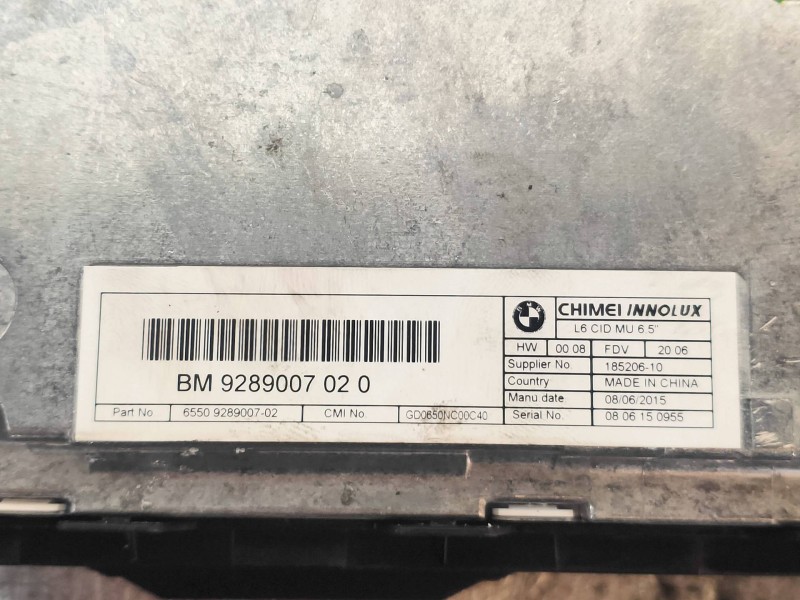 CHIMEI INNOLUX
L6 CID MU 6.5"
HW 00 08 FDV 20 06
Supplier No. 185206-10
Country MADE IN CHINA
Manu date 08/06/2015
Serial No. 08 06 15 0955
BM 9289007 02 0
Part No 6550 9289007-02 CMI No. GD0650NC00C40